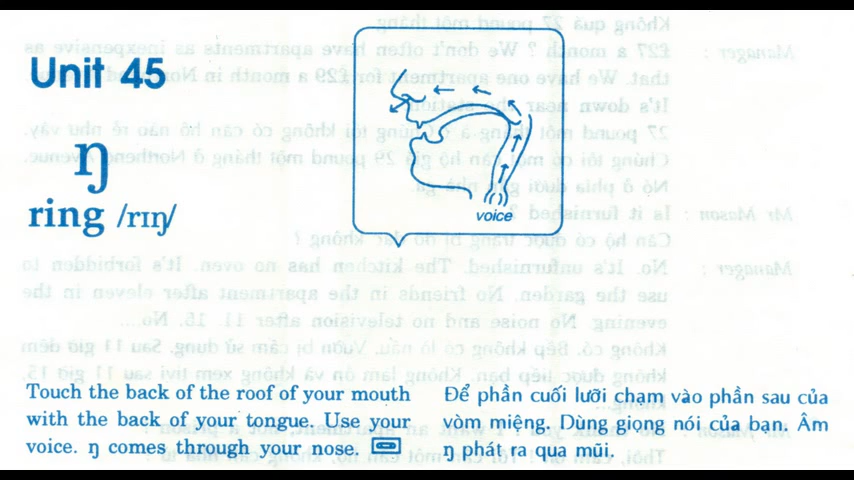 Unit 45
ŋ
ring /rɪŋ/
voice
Touch the back of the roof of your mouth
with the back of your tongue. Use your
voice. ŋ comes through your nose.
Để phần cuối lưỡi chạm vào phần sau của
vòm miệng. Dùng giọng nói của bạn. Âm
ŋ phát ra qua mũi.